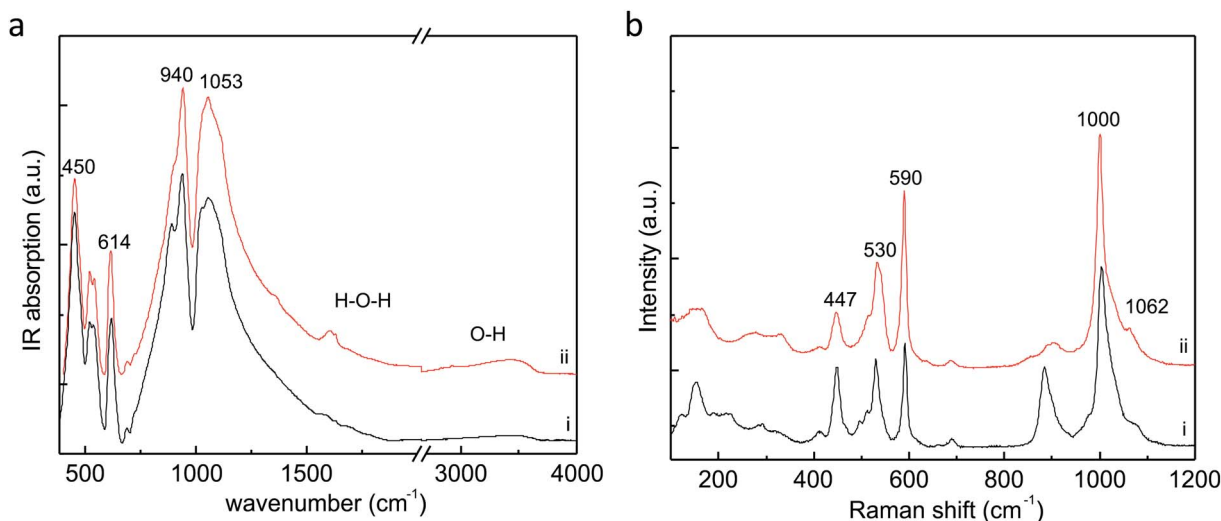 a
IR absorption (a.u.)
450
614
940
1053
H-O-H
O-H
ii
i
500
1000
1500
3000
4000
wavenumber (cm-1)
b
Intensity (a.u.)
447
530
590
1000
1062
ii
i
200
400
600
800
1000
1200
Raman shift (cm-1)